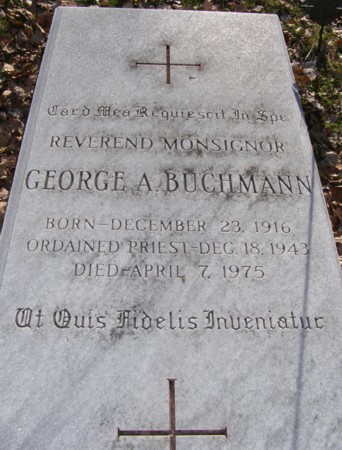 Caro Mea Requiescit In Spe
REVEREND MONSIGNOR
GEORGE A. BUCHMANN
BORN-DECEMBER 23, 1916
ORDAINED PRIEST-DEC. 18, 1943
DIED-APRIL 7, 1975
Ut Quis Fidelis Inveniatur